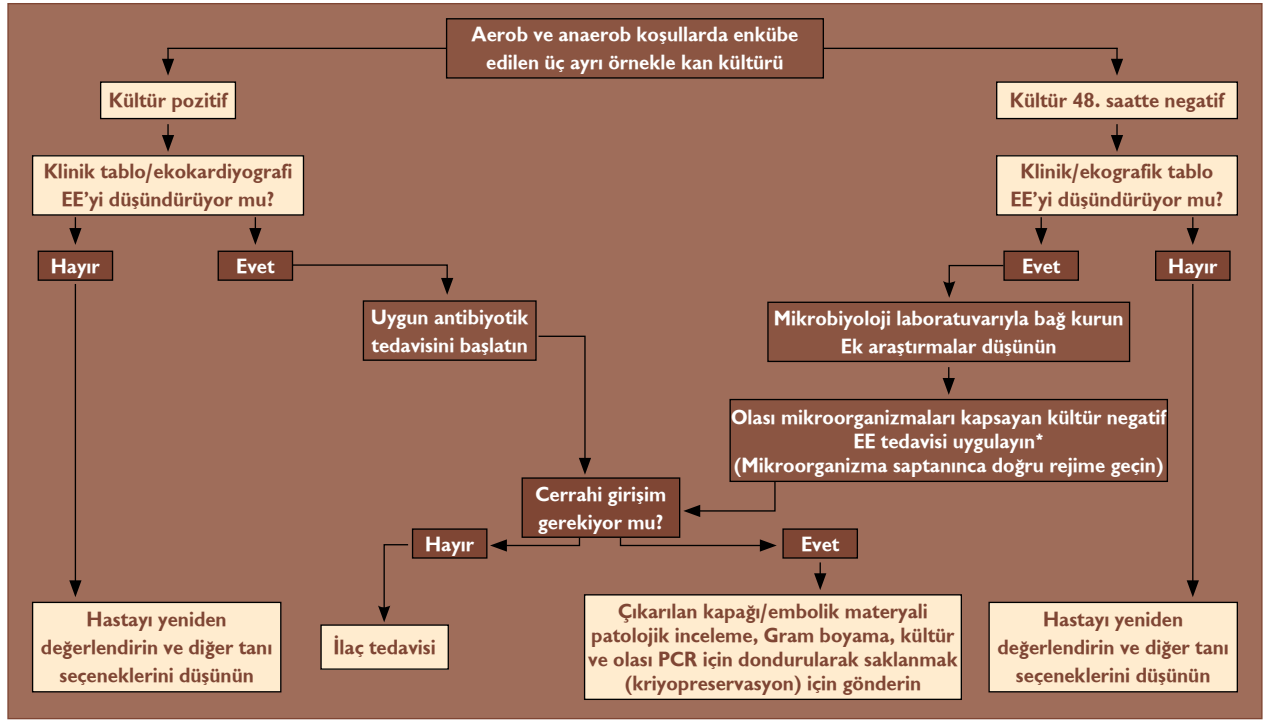 Aerob ve anaerob koşullarda enkübe
edilen üç ayrı örnekle kan kültürü
Kültür pozitif
Kültür 48. saatte negatif
Klinik tablo/ekokardiyografi
EE’yi düşündürüyor mu?
Klinik/ekografik tablo
EE’yi düşündürüyor mu?
Hayır
Evet
Evet
Hayır
Uygun antibiyotik
tedavisini başlatın
Mikrobiyoloji laboratuvarıyla bağ kurun
Ek araştırmalar düşünün
Olası mikroorganizmaları kapsayan kültür negatif
EE tedavisi uygulayın*
(Mikroorganizma saptanınca doğru rejime geçin)
Cerrahi girişim
gerekiyor mu?
Hayır
Evet
Hastayı yeniden
değerlendirin ve diğer tanı
seçeneklerini düşünün
İlaç tedavisi
Çıkarılan kapağı/embolik materyali
patolojik inceleme, Gram boyama, kültür
ve olası PCR için dondurularak saklanmak
(kriyopreservasyon) için gönderin
Hastayı yeniden
değerlendirin ve diğer tanı
seçeneklerini düşünün